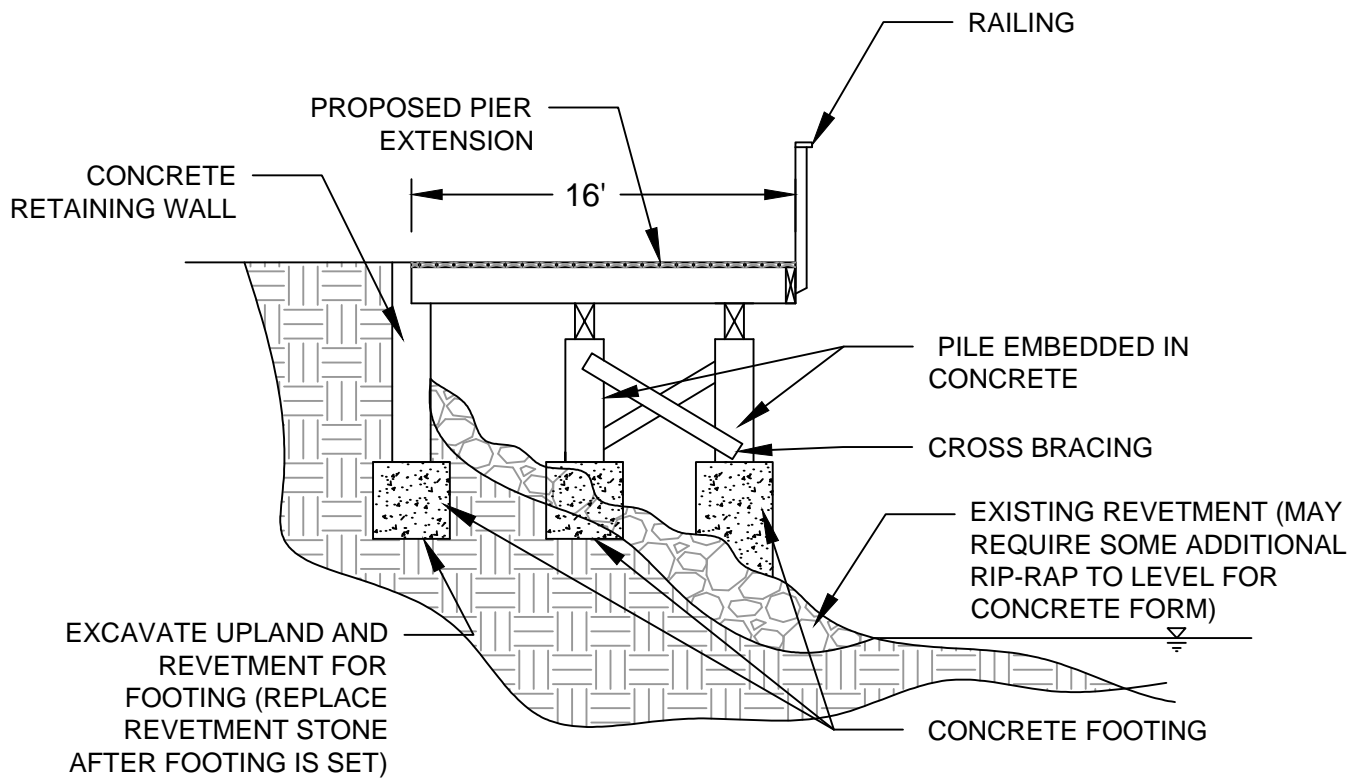 RAILING
PROPOSED PIER
EXTENSION
CONCRETE
RETAINING WALL
16'
PILE EMBEDDED IN
CONCRETE
CROSS BRACING
EXISTING REVETMENT (MAY
REQUIRE SOME ADDITIONAL
RIP-RAP TO LEVEL FOR
CONCRETE FORM)
EXCAVATE UPLAND AND
REVETMENT FOR
FOOTING (REPLACE
REVETMENT STONE
AFTER FOOTING IS SET)
CONCRETE FOOTING